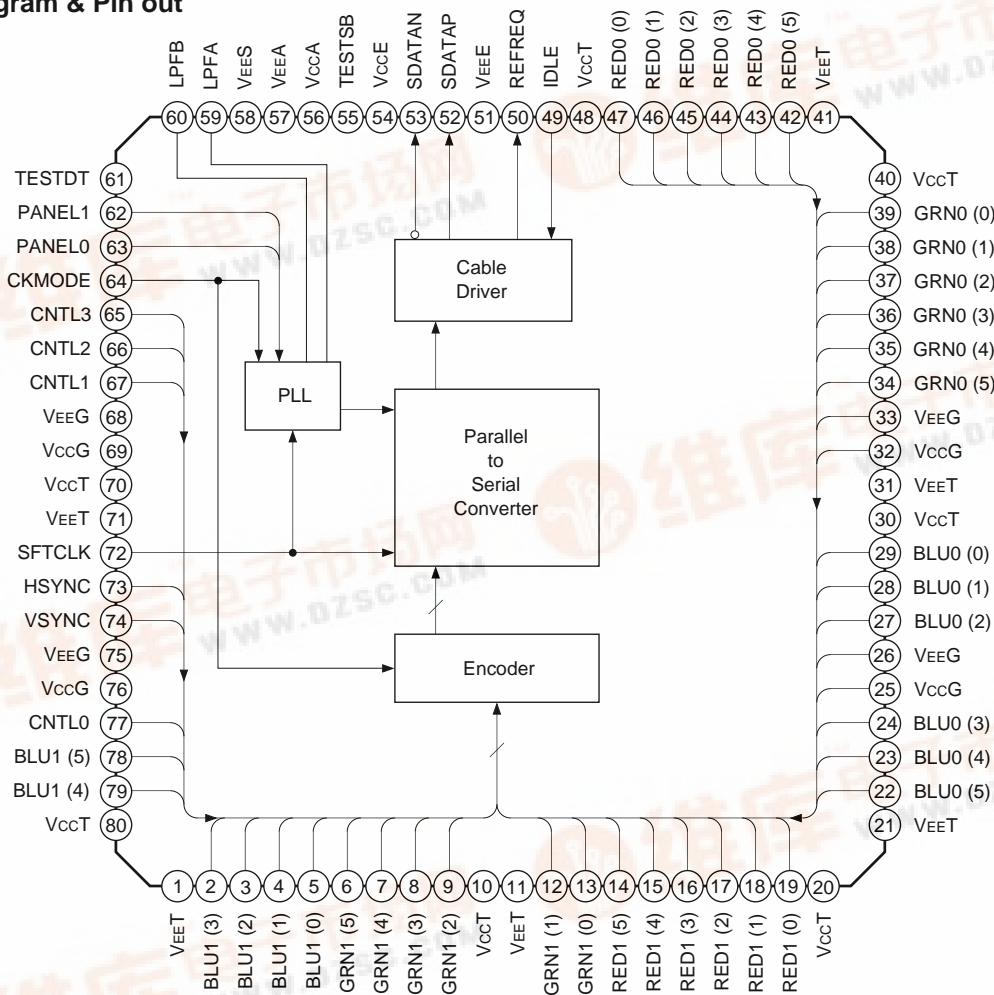 gram & Pin out
LPFB
LPFA
VEES
VEEA
VCCA
TESTSB
VCCE
SDATAN
SDATAP
VEEE
REFREQ
IDLE
VCCT
RED0 (0)
RED0 (1)
RED0 (2)
RED0 (3)
RED0 (4)
RED0 (5)
VEET
60 59 58 57 56 55 54 53 52 51 50 49 48 47 46 45 44 43 42 41
TESTDT 61
PANEL1 62
PANEL0 63
CKMODE 64
CNTL3 65
CNTL2 66
CNTL1 67
VEEG 68
VCCG 69
VCCT 70
VEET 71
SFTCLK 72
HSYNC 73
VSYNC 74
VEEG 75
VCCG 76
CNTL0 77
BLU1 (5) 78
BLU1 (4) 79
VCCT 80
Cable
Driver
PLL
Parallel
to
Serial
Converter
Encoder
40 VCCT
39 GRN0 (0)
38 GRN0 (1)
37 GRN0 (2)
36 GRN0 (3)
35 GRN0 (4)
34 GRN0 (5)
33 VEEG
32 VCCG
31 VEET
30 VCCT
29 BLU0 (0)
28 BLU0 (1)
27 BLU0 (2)
26 VEEG
25 VCCG
24 BLU0 (3)
23 BLU0 (4)
22 BLU0 (5)
21 VEET
1 2 3 4 5 6 7 8 9 10 11 12 13 14 15 16 17 18 19 20
VEET
BLU1 (3)
BLU1 (2)
BLU1 (1)
BLU1 (0)
GRN1 (5)
GRN1 (4)
GRN1 (3)
GRN1 (2)
VCCT
VEET
GRN1 (1)
GRN1 (0)
RED1 (5)
RED1 (4)
RED1 (3)
RED1 (2)
RED1 (1)
RED1 (0)
VCCT
维库电子市场网
WWW.DZSC.COM